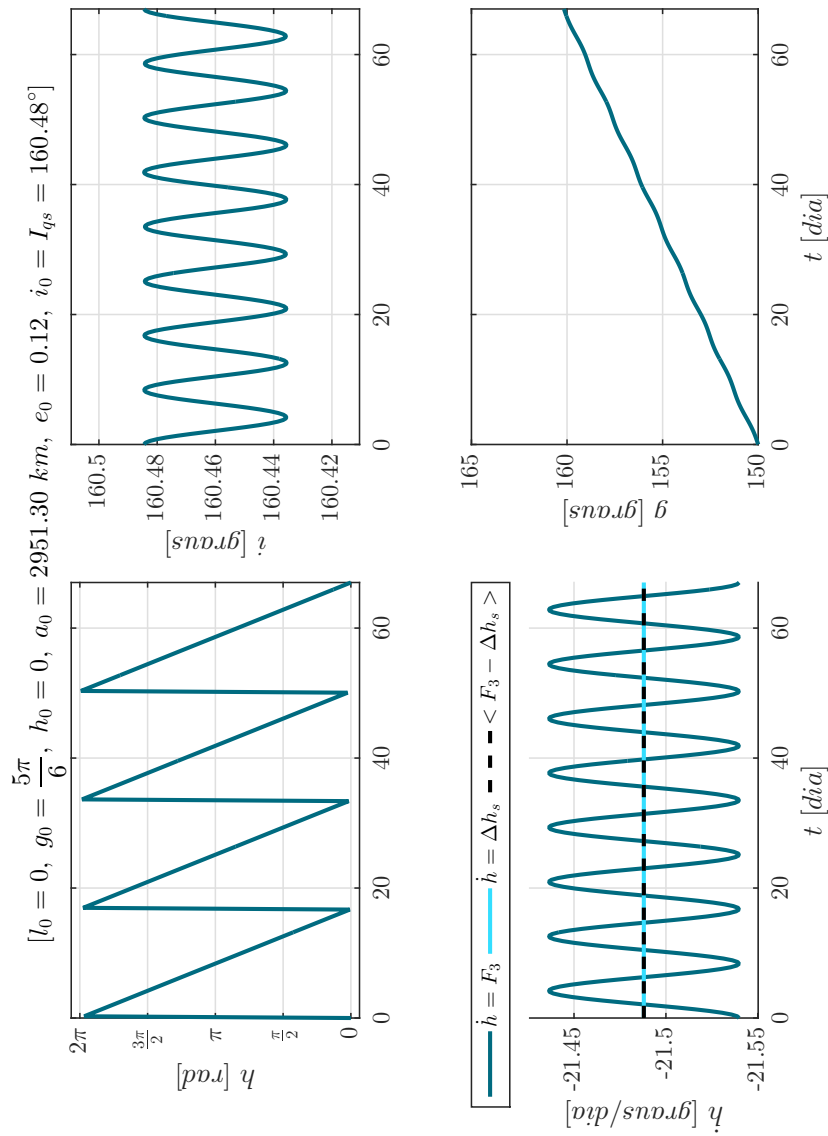 [l₀ = 0, g₀ = 5π/6, h₀ = 0, a₀ = 2951.30 km, e₀ = 0.12, i₀ = I_qs = 160.48°]
h [rad]
2π
3π/2
π
π/2
0
0 20 40 60
i [graus]
160.5
160.48
160.46
160.44
160.42
0 20 40 60
ḣ = F₃ ḣ = Δh_s < F₃ − Δh_s >
ḣ [graus/dia]
-21.45
-21.5
-21.55
0 20 40 60
t [dia]
g [graus]
165
160
155
150
0 20 40 60
t [dia]